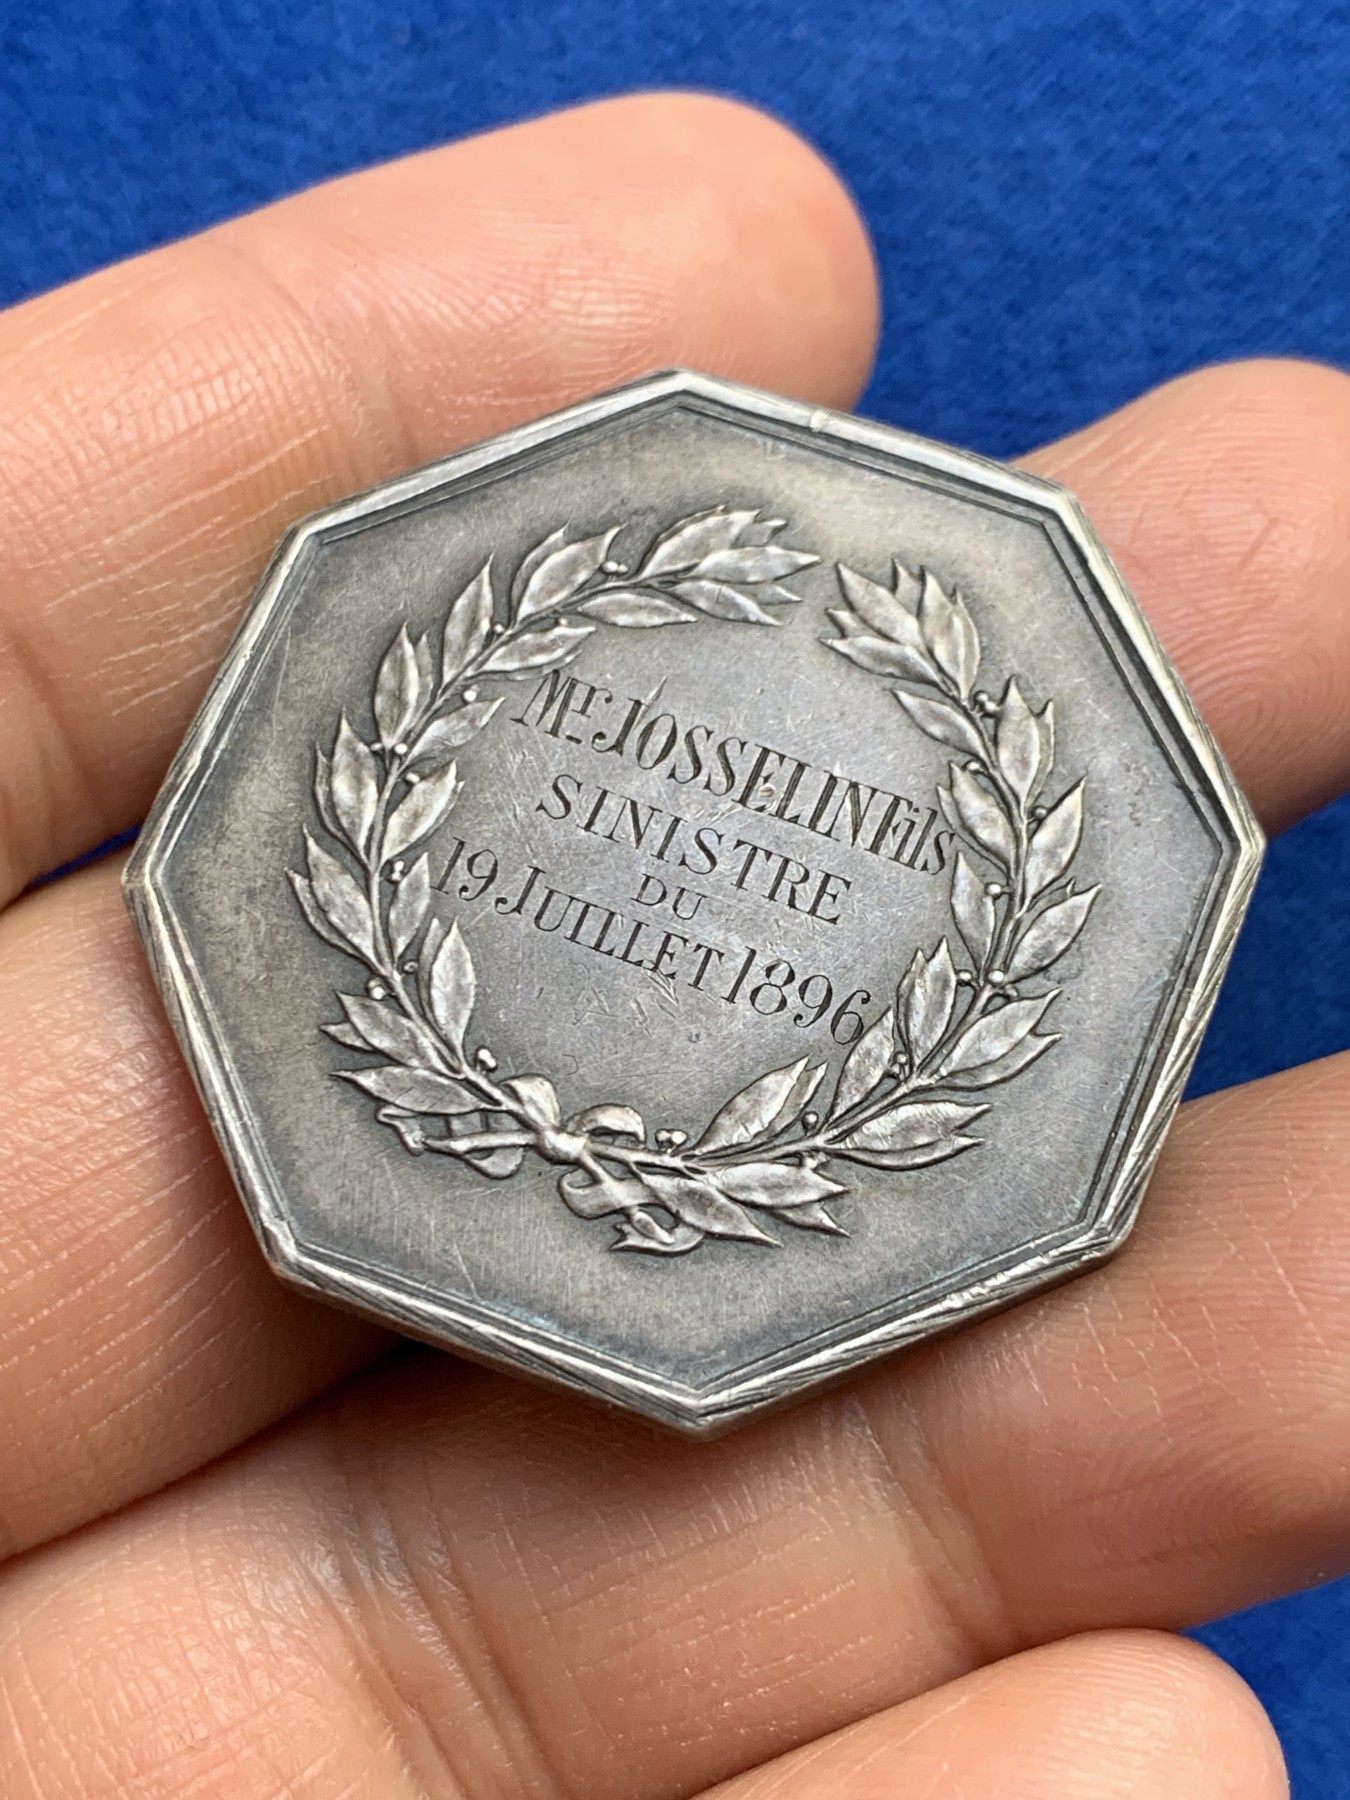 Mr. JOSSELIN Fils
SINISTRE
DU
19 JUILLET 1896